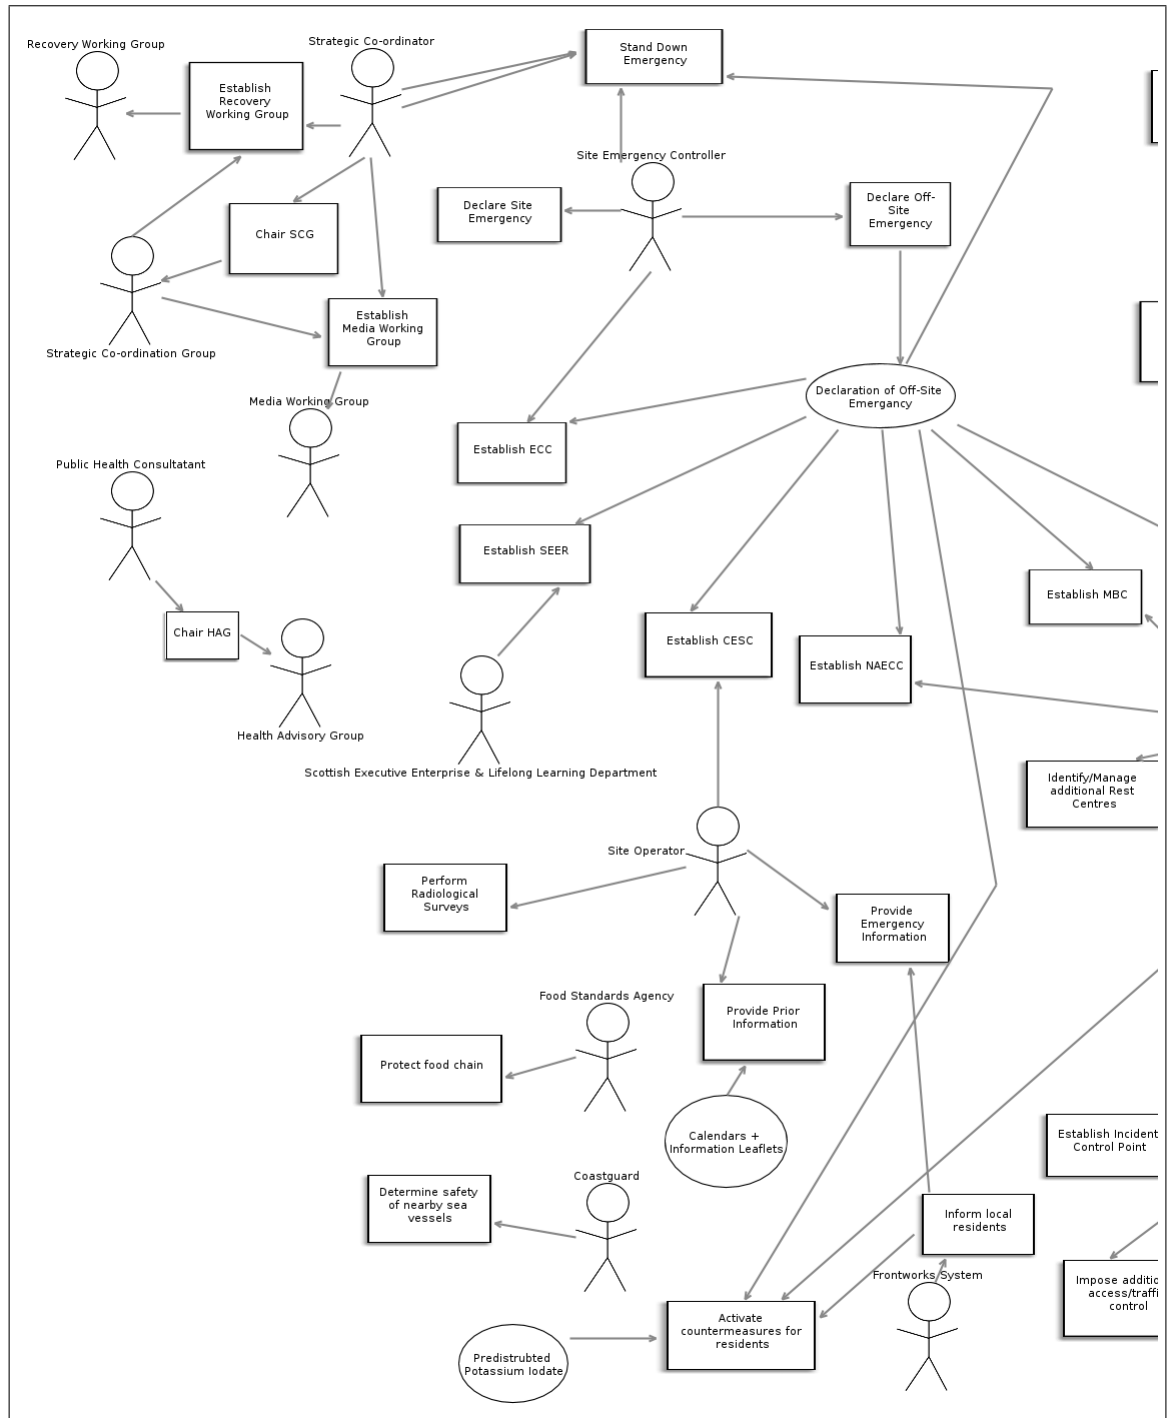 Recovery Working Group
Strategic Co-ordinator
Stand Down
Emergency
Establish
Recovery
Working Group
Site Emergency Controller
Declare Site
Emergency
Declare Off-
Site
Emergency
Chair SCG
Establish
Media Working
Group
Strategic Co-ordination Group
Declaration of Off-Site
Emergancy
Media Working Group
Establish ECC
Public Health Consultatant
Establish SEER
Establish MBC
Chair HAG
Establish CESC
Establish NAECC
Health Advisory Group
Scottish Executive Enterprise & Lifelong Learning Department
Identify/Manage
additional Rest
Centres
Site Operator
Perform
Radiological
Surveys
Provide
Emergency
Information
Food Standards Agency
Provide Prior
Information
Protect food chain
Calendars +
Information Leaflets
Establish Incident
Control Point
Coastguard
Determine safety
of nearby sea
vessels
Inform local
residents
Frontworks System
Impose additio
access/traffi
control
Activate
countermeasures for
residents
Predistrubted
Potassium Iodate